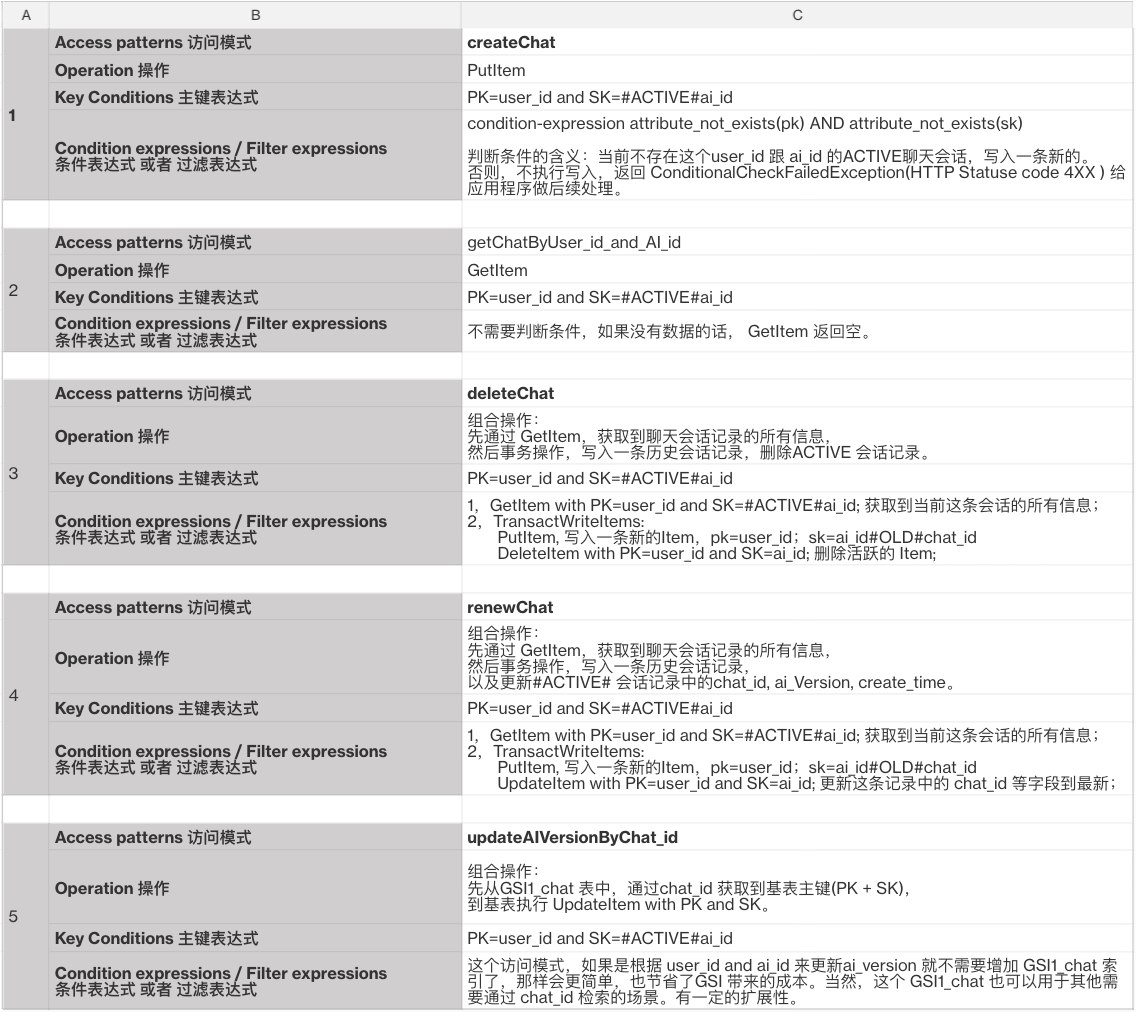 A B C
1
Access patterns 访问模式 createChat
Operation 操作 PutItem
Key Conditions 主键表达式 PK=user_id and SK=#ACTIVE#ai_id
Condition expressions / Filter expressions
条件表达式 或者 过滤表达式
condition-expression attribute_not_exists(pk) AND attribute_not_exists(sk)
判断条件的含义：当前不存在这个user_id 跟 ai_id 的ACTIVE聊天会话，写入一条新的。
否则，不执行写入，返回 ConditionalCheckFailedException(HTTP Statuse code 4XX ) 给
应用程序做后续处理。
2
Access patterns 访问模式 getChatByUser_id_and_AI_id
Operation 操作 GetItem
Key Conditions 主键表达式 PK=user_id and SK=#ACTIVE#ai_id
Condition expressions / Filter expressions
条件表达式 或者 过滤表达式
不需要判断条件，如果没有数据的话， GetItem 返回空。
3
Access patterns 访问模式 deleteChat
Operation 操作
组合操作：
先通过 GetItem，获取到聊天会话记录的所有信息，
然后事务操作，写入一条历史会话记录，删除ACTIVE 会话记录。
Key Conditions 主键表达式 PK=user_id and SK=#ACTIVE#ai_id
Condition expressions / Filter expressions
条件表达式 或者 过滤表达式
1，GetItem with PK=user_id and SK=#ACTIVE#ai_id; 获取到当前这条会话的所有信息；
2，TransactWriteItems:
PutItem, 写入一条新的Item，pk=user_id；sk=ai_id#OLD#chat_id
DeleteItem with PK=user_id and SK=ai_id; 删除活跃的 Item;
4
Access patterns 访问模式 renewChat
Operation 操作
组合操作：
先通过 GetItem，获取到聊天会话记录的所有信息，
然后事务操作，写入一条历史会话记录，
以及更新#ACTIVE# 会话记录中的chat_id, ai_Version, create_time。
Key Conditions 主键表达式 PK=user_id and SK=#ACTIVE#ai_id
Condition expressions / Filter expressions
条件表达式 或者 过滤表达式
1，GetItem with PK=user_id and SK=#ACTIVE#ai_id; 获取到当前这条会话的所有信息；
2，TransactWriteItems:
PutItem, 写入一条新的Item，pk=user_id；sk=ai_id#OLD#chat_id
UpdateItem with PK=user_id and SK=ai_id; 更新这条记录中的 chat_id 等字段到最新；
5
Access patterns 访问模式 updateAIVersionByChat_id
Operation 操作
组合操作：
先从GSI1_chat 表中，通过chat_id 获取到基表主键(PK + SK)，
到基表执行 UpdateItem with PK and SK。
Key Conditions 主键表达式 PK=user_id and SK=#ACTIVE#ai_id
Condition expressions / Filter expressions
条件表达式 或者 过滤表达式
这个访问模式，如果是根据 user_id and ai_id 来更新ai_version 就不需要增加 GSI1_chat 索
引了，那样会更简单，也节省了GSI 带来的成本。当然，这个 GSI1_chat 也可以用于其他需
要通过 chat_id 检索的场景。有一定的扩展性。